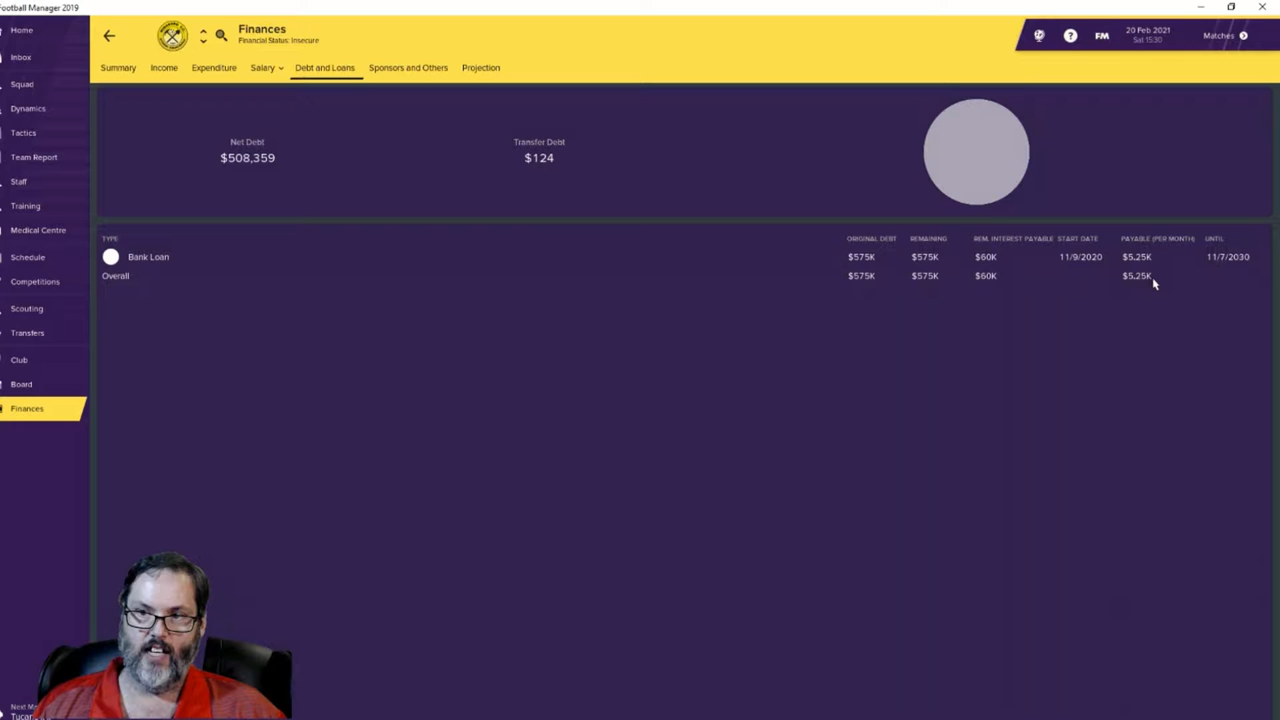 Football Manager 2019
Home
Inbox
Squad
Dynamics
Tactics
Team Report
Staff
Training
Medical Centre
Schedule
Competitions
Scouting
Transfers
Club
Board
Finances
Finances
Financial Status: Insecure
FM
20 Feb 2021
Sat 15:30
Matches
Summary Income Expenditure Salary Debt and Loans Sponsors and Others Projection
Net Debt Transfer Debt
$508,359 $124
TYPE ORIGINAL DEBT REMAINING REM. INTEREST PAYABLE START DATE PAYABLE (PER MONTH) UNTIL
Bank Loan $575K $575K $60K 11/9/2020 $5.25K 11/7/2030
Overall $575K $575K $60K $5.25K